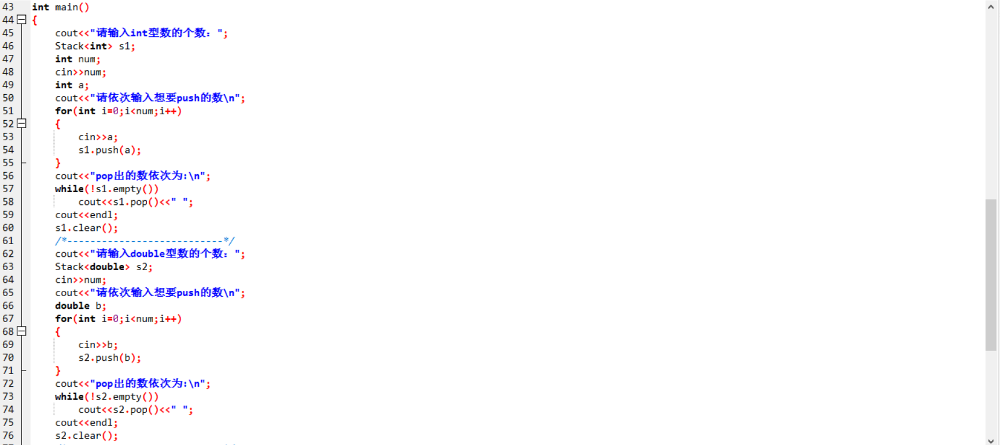 43 int main()
44 {
45 cout<<"请输入int型数的个数：";
46 Stack<int> s1;
47 int num;
48 cin>>num;
49 int a;
50 cout<<"请依次输入想要push的数\n";
51 for(int i=0;i<num;i++)
52 {
53 cin>>a;
54 s1.push(a);
55 }
56 cout<<"pop出的数依次为:\n";
57 while(!s1.empty())
58 cout<<s1.pop()<<" ";
59 cout<<endl;
60 s1.clear();
61 /*---------------------------*/
62 cout<<"请输入double型数的个数：";
63 Stack<double> s2;
64 cin>>num;
65 cout<<"请依次输入想要push的数\n";
66 double b;
67 for(int i=0;i<num;i++)
68 {
69 cin>>b;
70 s2.push(b);
71 }
72 cout<<"pop出的数依次为:\n";
73 while(!s2.empty())
74 cout<<s2.pop()<<" ";
75 cout<<endl;
76 s2.clear();